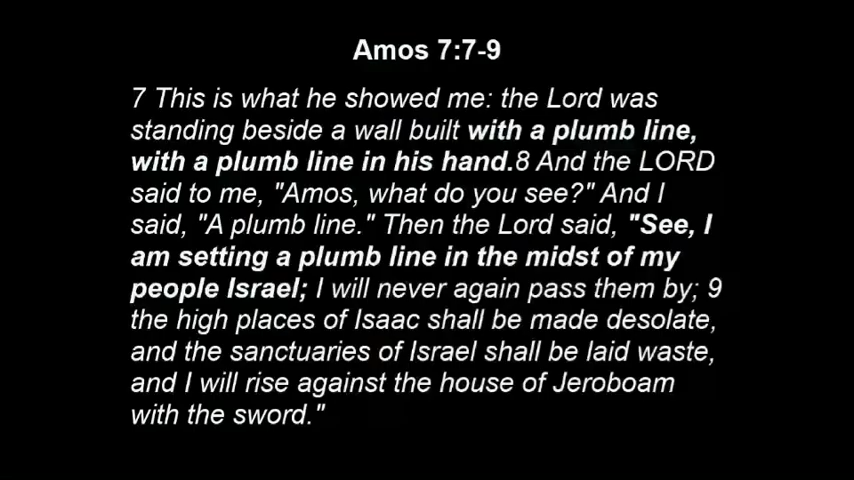 Amos 7:7-9
7 This is what he showed me: the Lord was
standing beside a wall built with a plumb line,
with a plumb line in his hand.8 And the LORD
said to me, "Amos, what do you see?" And I
said, "A plumb line." Then the Lord said, "See, I
am setting a plumb line in the midst of my
people Israel; I will never again pass them by; 9
the high places of Isaac shall be made desolate,
and the sanctuaries of Israel shall be laid waste,
and I will rise against the house of Jeroboam
with the sword."